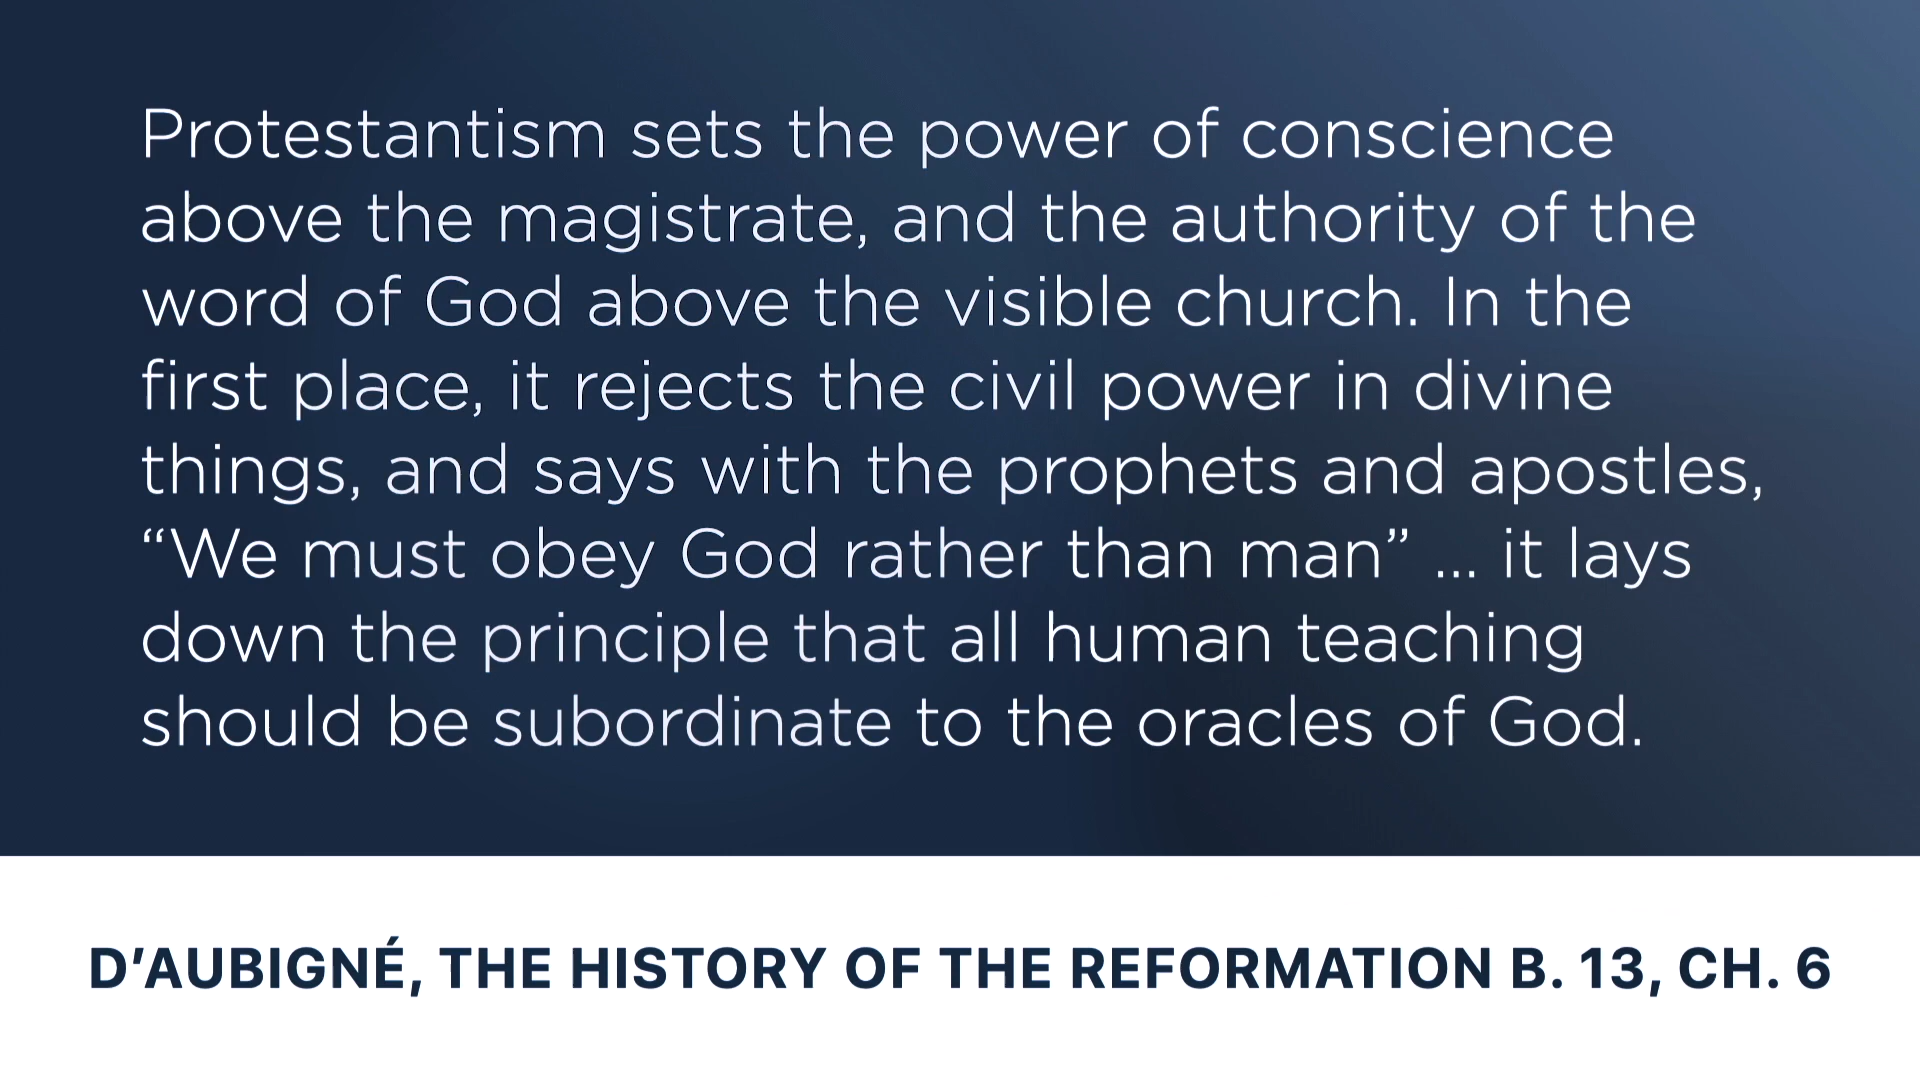 Protestantism sets the power of conscience
above the magistrate, and the authority of the
word of God above the visible church. In the
first place, it rejects the civil power in divine
things, and says with the prophets and apostles,
“We must obey God rather than man” ... it lays
down the principle that all human teaching
should be subordinate to the oracles of God.
D’AUBIGNÉ, THE HISTORY OF THE REFORMATION B. 13, CH. 6